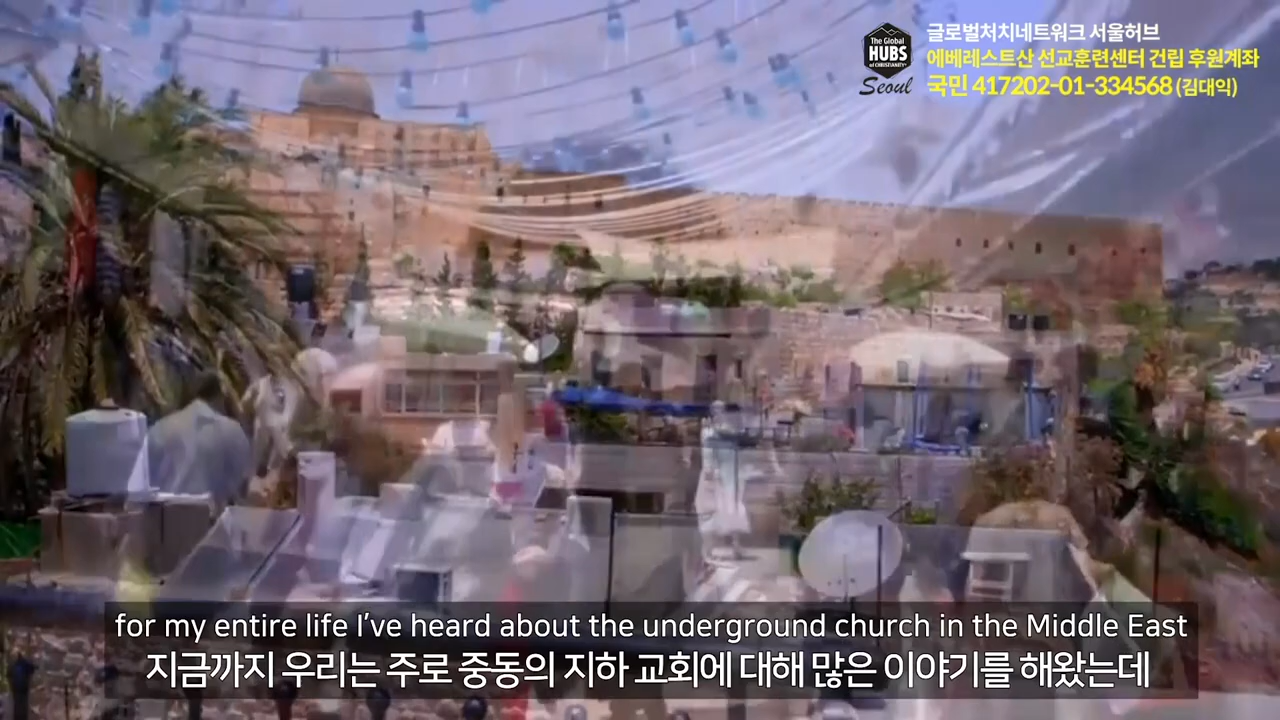 The Global
HUBS
of CHRISTIANITY
Seoul
글로벌처치네트워크 서울허브
에베레스트산 선교훈련센터 건립 후원계좌
국민 417202-01-334568 (김대익)
for my entire life I've heard about the underground church in the Middle East
지금까지 우리는 주로 중동의 지하 교회에 대해 많은 이야기를 해왔는데